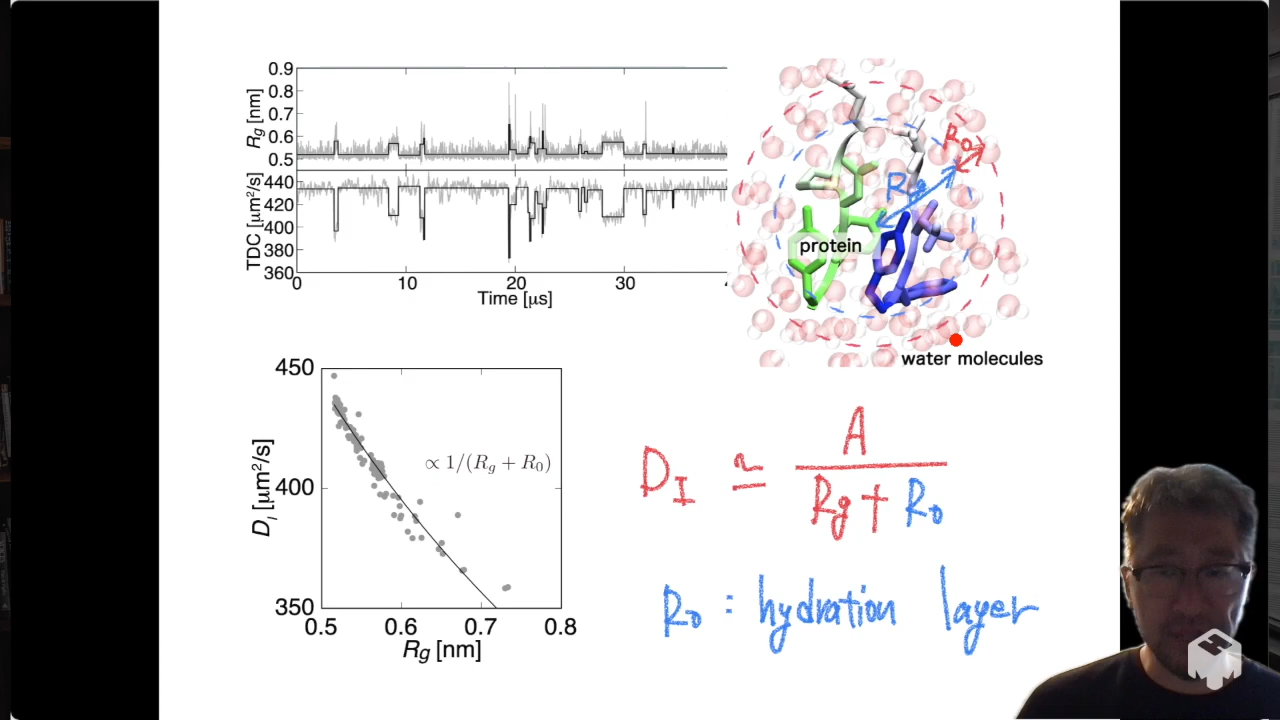 0.9
0.8
0.7
0.6
0.5
Rg [nm]
440
420
400
380
360
TDC [μm²/s]
0 10 20 30
Time [μs]
R₀
Rg
protein
water molecules
450
400
350
D_I [μm²/s]
∝ 1/(Rg + R₀)
0.5 0.6 0.7 0.8
Rg [nm]
D_I ≃ A / (Rg + R₀)
R₀ : hydration layer